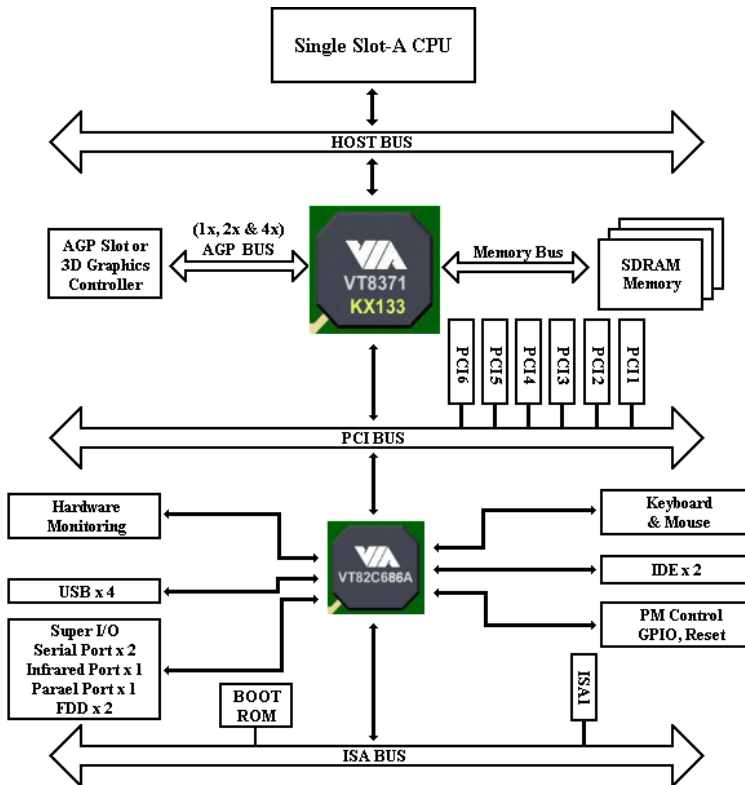 Single Slot-A CPU
HOST BUS
(1x, 2x & 4x)
AGP BUS
AGP Slot or
3D Graphics
Controller
VIA
VT8371
KX133
Memory Bus
SDRAM
Memory
PCI6
PCI5
PCI4
PCI3
PCI2
PCI1
PCI BUS
Hardware
Monitoring
USB x 4
Super I/O
Serial Port x 2
Infrared Port x 1
Parael Port x 1
FDD x 2
VIA
VT82C686A
Keyboard
& Mouse
IDE x 2
PM Control
GPIO, Reset
BOOT
ROM
ISA1
ISA BUS